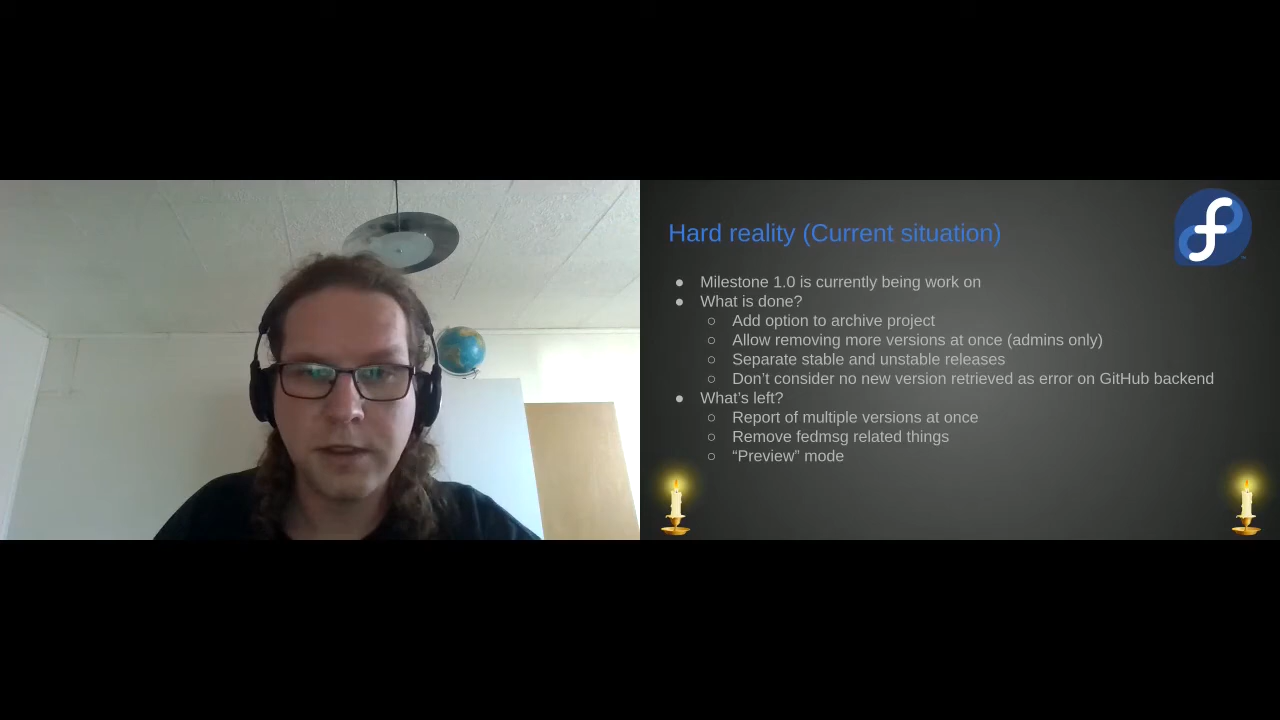 Hard reality (Current situation)
● Milestone 1.0 is currently being work on
● What is done?
○ Add option to archive project
○ Allow removing more versions at once (admins only)
○ Separate stable and unstable releases
○ Don’t consider no new version retrieved as error on GitHub backend
● What’s left?
○ Report of multiple versions at once
○ Remove fedmsg related things
○ “Preview” mode